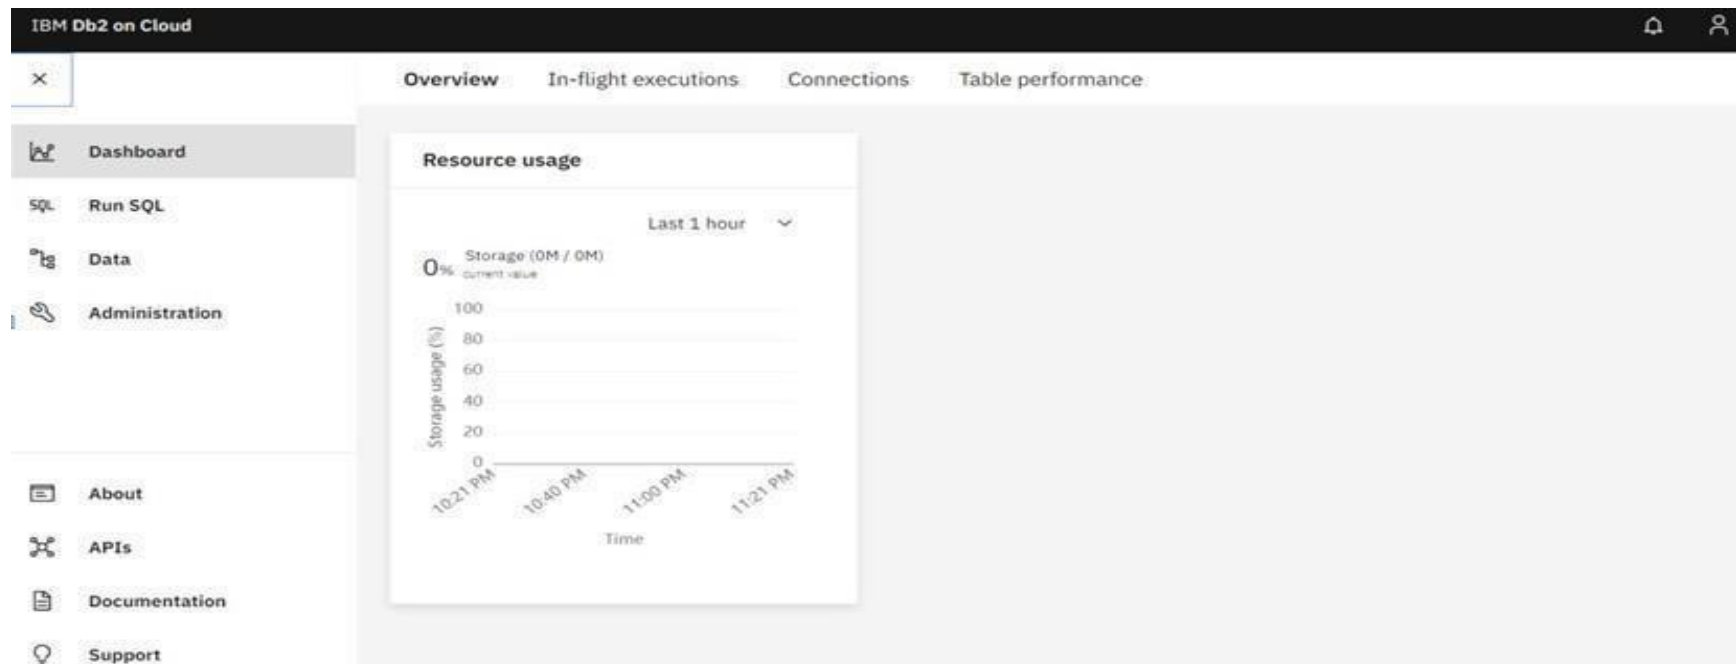 IBM Db2 on Cloud
Overview In-flight executions Connections Table performance
Dashboard
SQL Run SQL
Data
Administration
About
APIs
Documentation
Support
Resource usage
Last 1 hour
0% Storage (0M / 0M)
current value
Storage usage (%)
100
80
60
40
20
0
10:21 PM 10:40 PM 11:00 PM 11:21 PM
Time